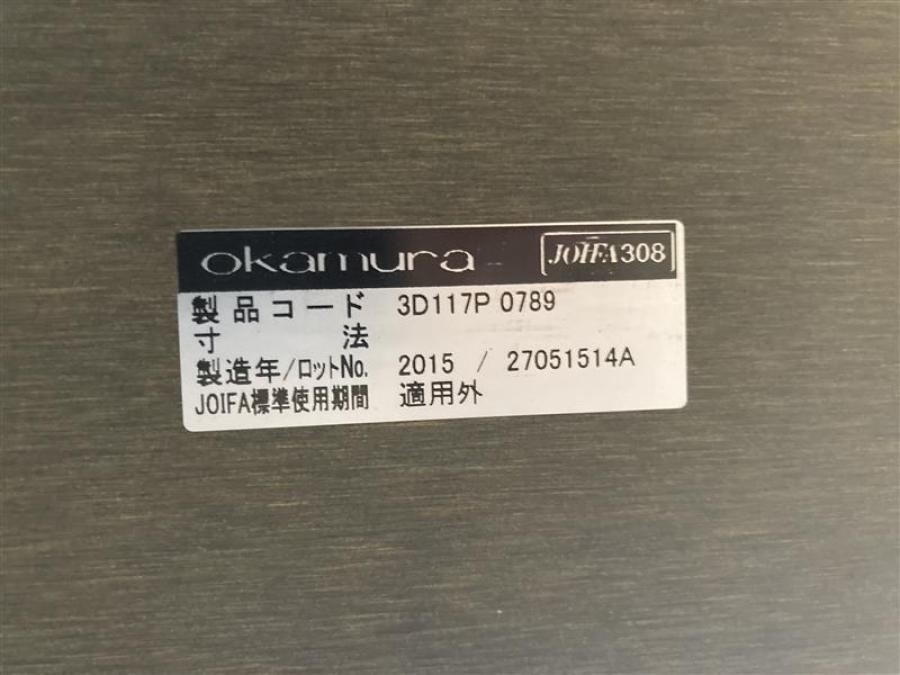 okamura JOIFA308
製品コード 3D117P 0789
寸法
製造年/ロットNo. 2015 / 27051514A
JOIFA標準使用期間 適用外